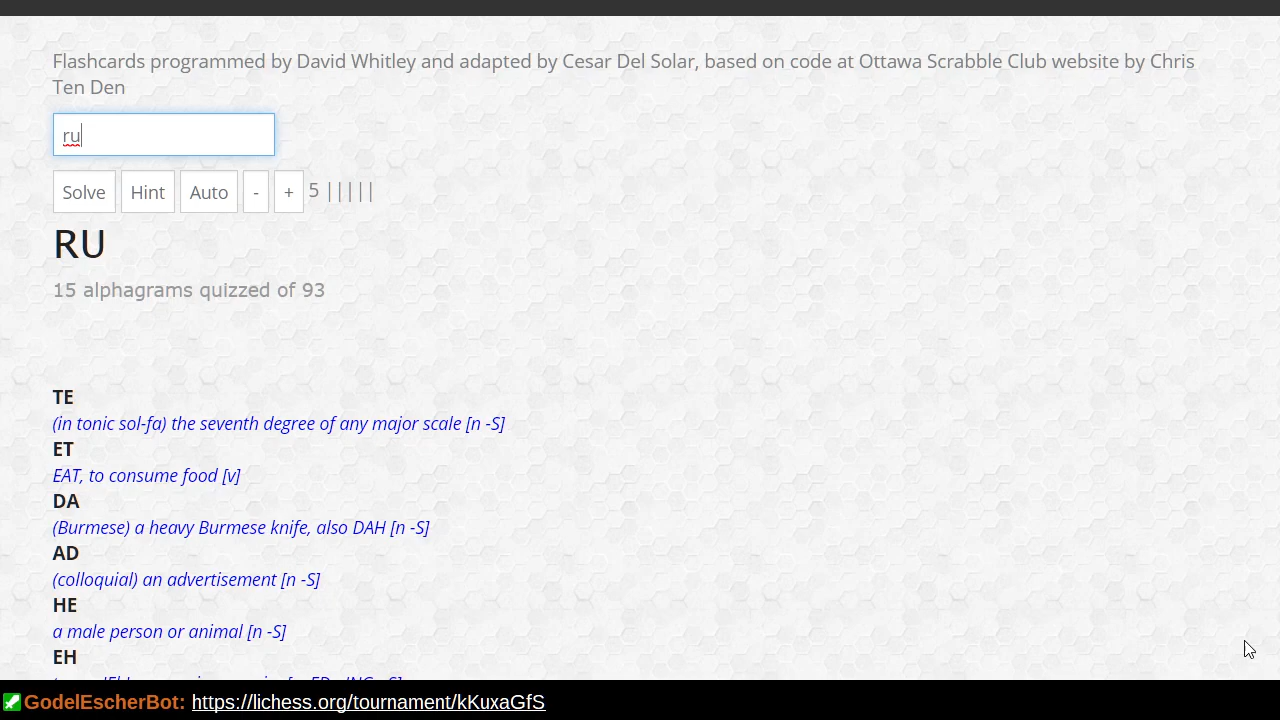 Flashcards programmed by David Whitley and adapted by Cesar Del Solar, based on code at Ottawa Scrabble Club website by Chris
Ten Den
ru
Solve Hint Auto - + 5 |||||
RU
15 alphagrams quizzed of 93
TE
(in tonic sol-fa) the seventh degree of any major scale [n -S]
ET
EAT, to consume food [v]
DA
(Burmese) a heavy Burmese knife, also DAH [n -S]
AD
(colloquial) an advertisement [n -S]
HE
a male person or animal [n -S]
EH
GodelEscherBot: https://lichess.org/tournament/kKuxaGfS